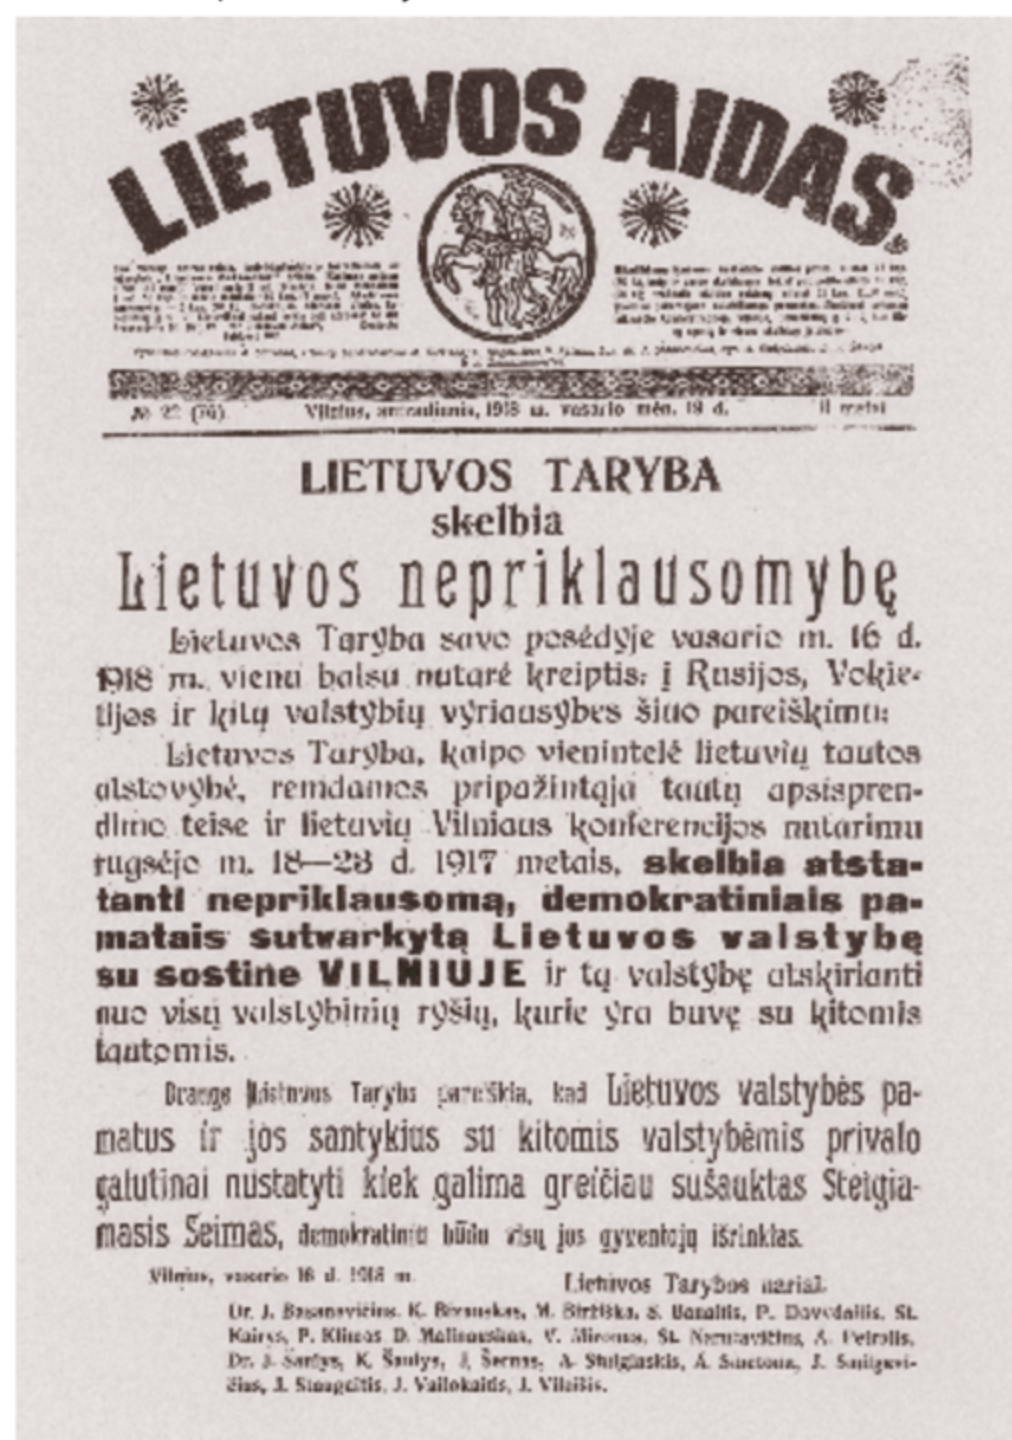 LIETUVOS AIDAS.
№ 22 (76)
Vilnius, antradienis, 1918 m. vasario mėn. 19 d.
II metai
LIETUVOS TARYBA
skelbia
Lietuvos nepriklausomybę
Lietuvos Taryba savo posėdyje vasario m. 16 d.
1918 m. vienu balsu nutarė kreiptis: į Rusijos, Vokie-
tijos ir kitų valstybių vyriausybes šiuo pareiškimu:
Lietuvos Taryba, kaipo vienintelė lietuvių tautos
atstovybė, remdamos pripažintąja tautų apsispren-
dimo teise ir lietuvių Vilniaus konferencijos nutarimu
rugsėjo m. 18—23 d. 1917 metais, skelbia atsta-
tanti nepriklausomą, demokratiniais pa-
matais sutvarkytą Lietuvos valstybę
su sostine VILNIUJE ir tą valstybę atskirianti
nuo visų valstybinių ryšių, kurie yra buvę su kitomis
tautomis.
Drauge Lietuvos Taryba pareiškia, kad Lietuvos valstybės pa-
matus ir jos santykius su kitomis valstybėmis privalo
galutinai nustatyti kiek galima greičiau sušauktas Steigia-
masis Seimas, demokratiniu būdu visų jos gyventojų išrinktas.
Vilnius, vasario 16 d. 1918 m.
Lietuvos Tarybos nariai.
Dr. J. Basanavičius, K. Bizauskas, M. Biržiška, S. Banaitis, P. Dovydaitis, St.
Kairys, P. Klimas, D. Malinauskas, V. Mironas, St. Narutavičius, A. Petrulis,
Dr. J. Šaulys, K. Šaulys, J. Šernas, A. Stulginskis, A. Smetona, J. Smilgevi-
čius, J. Staugaitis, J. Vailokaitis, J. Vileišis.